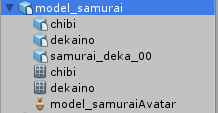 model_samurai
chibi
dekaino
samurai_deka_00
chibi
dekaino
model_samuraiAvatar